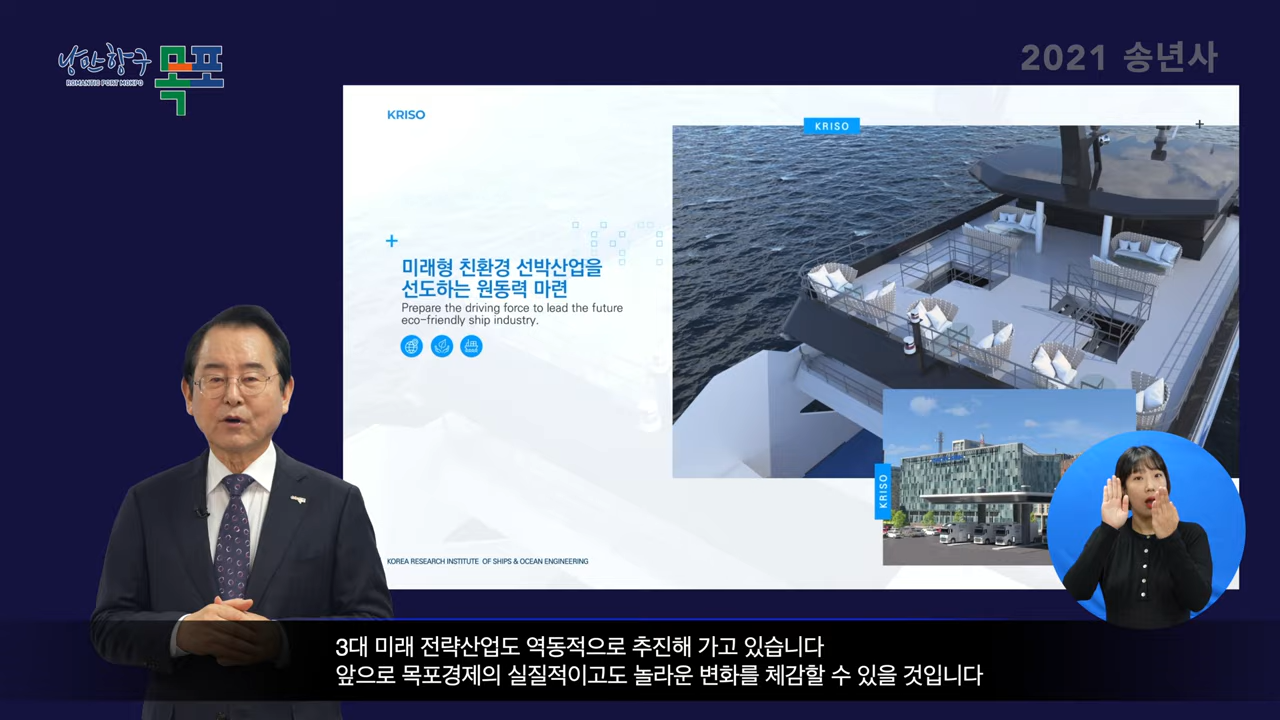 낭만항구
ROMANTIC PORT MOKPO
목포
2021 송년사
KRISO
KRISO
미래형 친환경 선박산업을
선도하는 원동력 마련
Prepare the driving force to lead the future
eco-friendly ship industry.
KRISO
KOREA RESEARCH INSTITUTE OF SHIPS & OCEAN ENGINEERING
3대 미래 전략산업도 역동적으로 추진해 가고 있습니다
앞으로 목포경제의 실질적이고도 놀라운 변화를 체감할 수 있을 것입니다